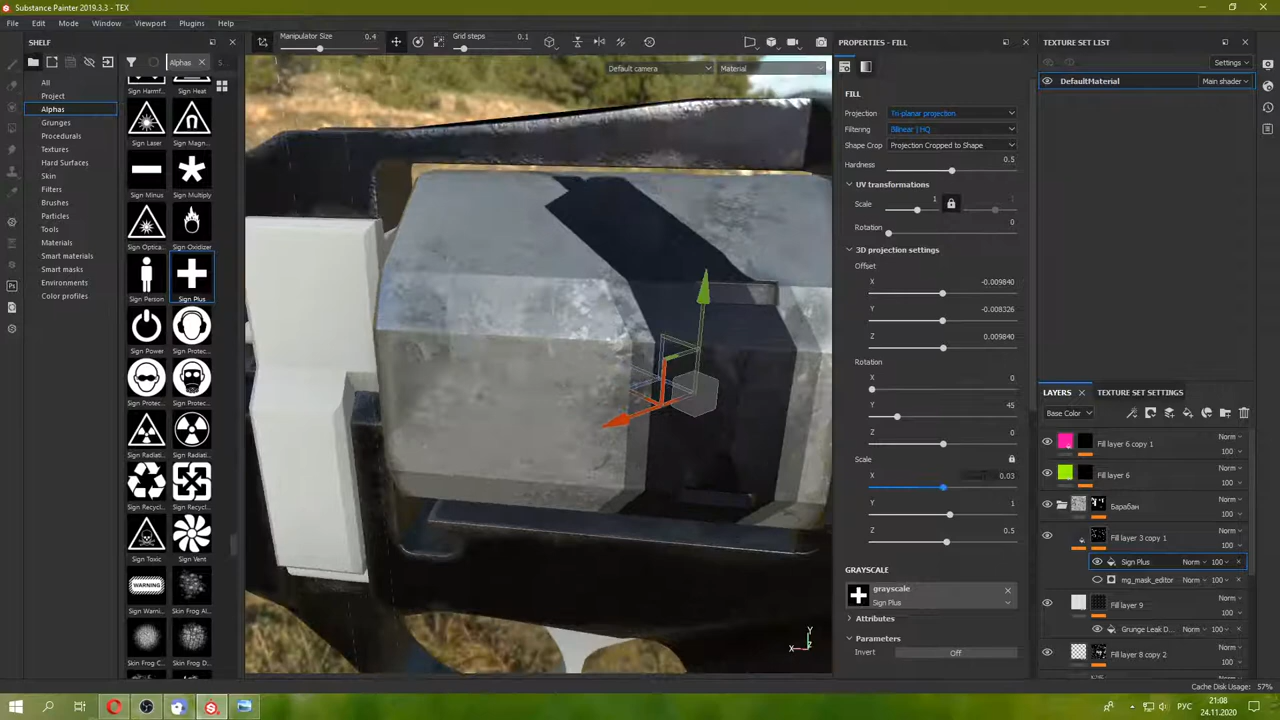 Substance Painter 2019.3.3 - TEX
File Edit Mode Window Viewport Plugins Help
SHELF
Alphas
S...
All
Project
Alphas
Grunges
Procedurals
Textures
Hard Surfaces
Skin
Filters
Brushes
Particles
Tools
Materials
Smart materials
Smart masks
Environments
Color profiles
Sign Harmf... Sign Heat
Sign Laser Sign Magn...
Sign Minus Sign Multiply
Sign Optica... Sign Oxidizer
Sign Person Sign Plus
Sign Power Sign Protec...
Sign Protec... Sign Protec...
Sign Radiati... Sign Radiati...
Sign Recycl... Sign Recycl...
Sign Toxic Sign Vent
WARNING
Sign Warni... Skin Frog Al...
Skin Frog C... Skin Frog D...
Manipulator Size 0.4
Grid steps 0.1
Default camera
Material
Y
X
Z
PROPERTIES - FILL
FILL
Projection Tri-planar projection
Filtering Bilinear | HQ
Shape Crop Projection Cropped to Shape
Hardness 0.5
UV transformations
Scale 1 1
Rotation 0
3D projection settings
Offset
X -0.009840
Y -0.008326
Z 0.009840
Rotation
X 0
Y 45
Z 0
Scale
X 0.03
Y 1
Z 0.5
GRAYSCALE
grayscale
Sign Plus
Attributes
Parameters
Invert Off
TEXTURE SET LIST
Settings
DefaultMaterial Main shader
LAYERS TEXTURE SET SETTINGS
Base Color
Fill layer 6 copy 1 Norm 100
Fill layer 6 Norm 100
Барабан Norm 100
Fill layer 3 copy 1 Norm 100
Sign Plus Norm 100
mg_mask_editor Norm 100
Fill layer 9 Norm 100
Grunge Leak D... Norm 100
Fill layer 8 copy 2 Norm 100
Cache Disk Usage: 57%
РУС
21:08
24.11.2020